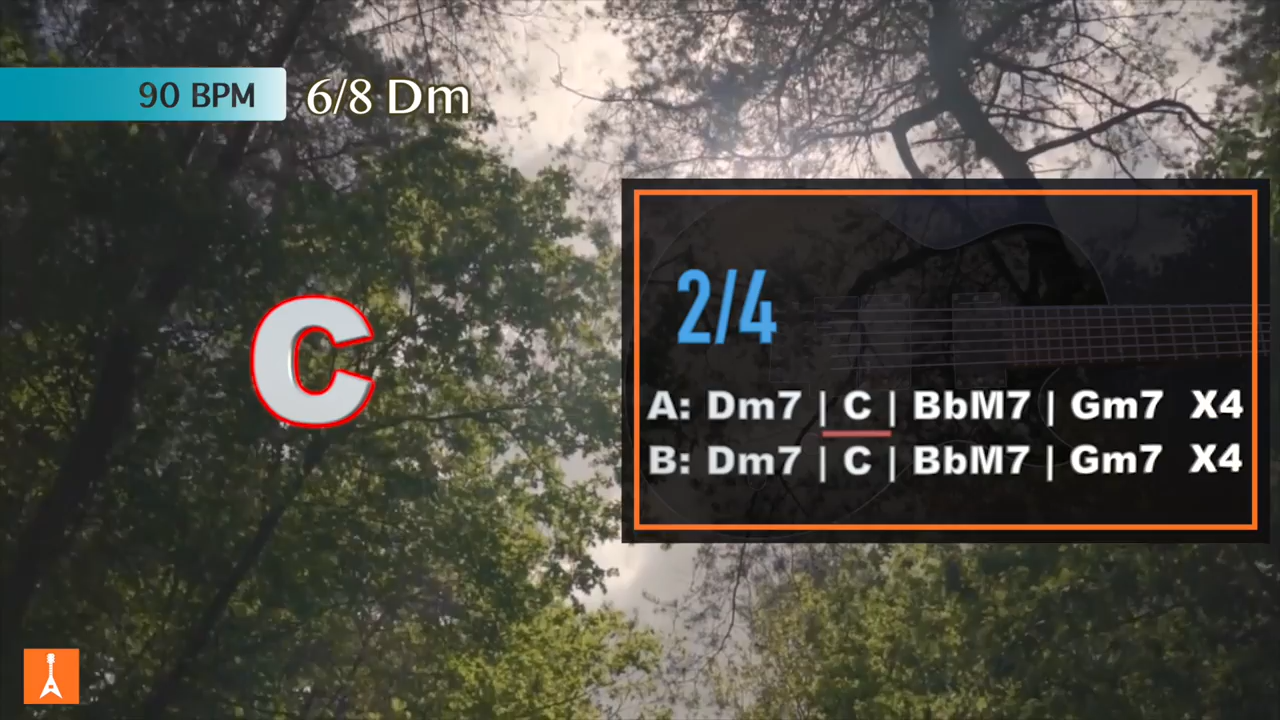 90 BPM 6/8 Dm
C
2/4
A: Dm7 | C | BbM7 | Gm7 X4
B: Dm7 | C | BbM7 | Gm7 X4